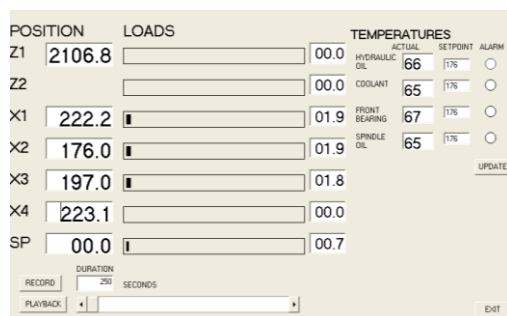 POSITION LOADS TEMPERATURES
ACTUAL SETPOINT ALARM
Z1 2106.8 00.0 HYDRAULIC OIL 66 176
Z2 00.0 COOLANT 65 176
X1 222.2 01.9 FRONT BEARING 67 176
X2 176.0 01.9 SPINDLE OIL 65 176
UPDATE
X3 197.0 01.8
X4 223.1 00.0
SP 00.0 00.7
DURATION
RECORD 250 SECONDS
PLAYBACK EXIT